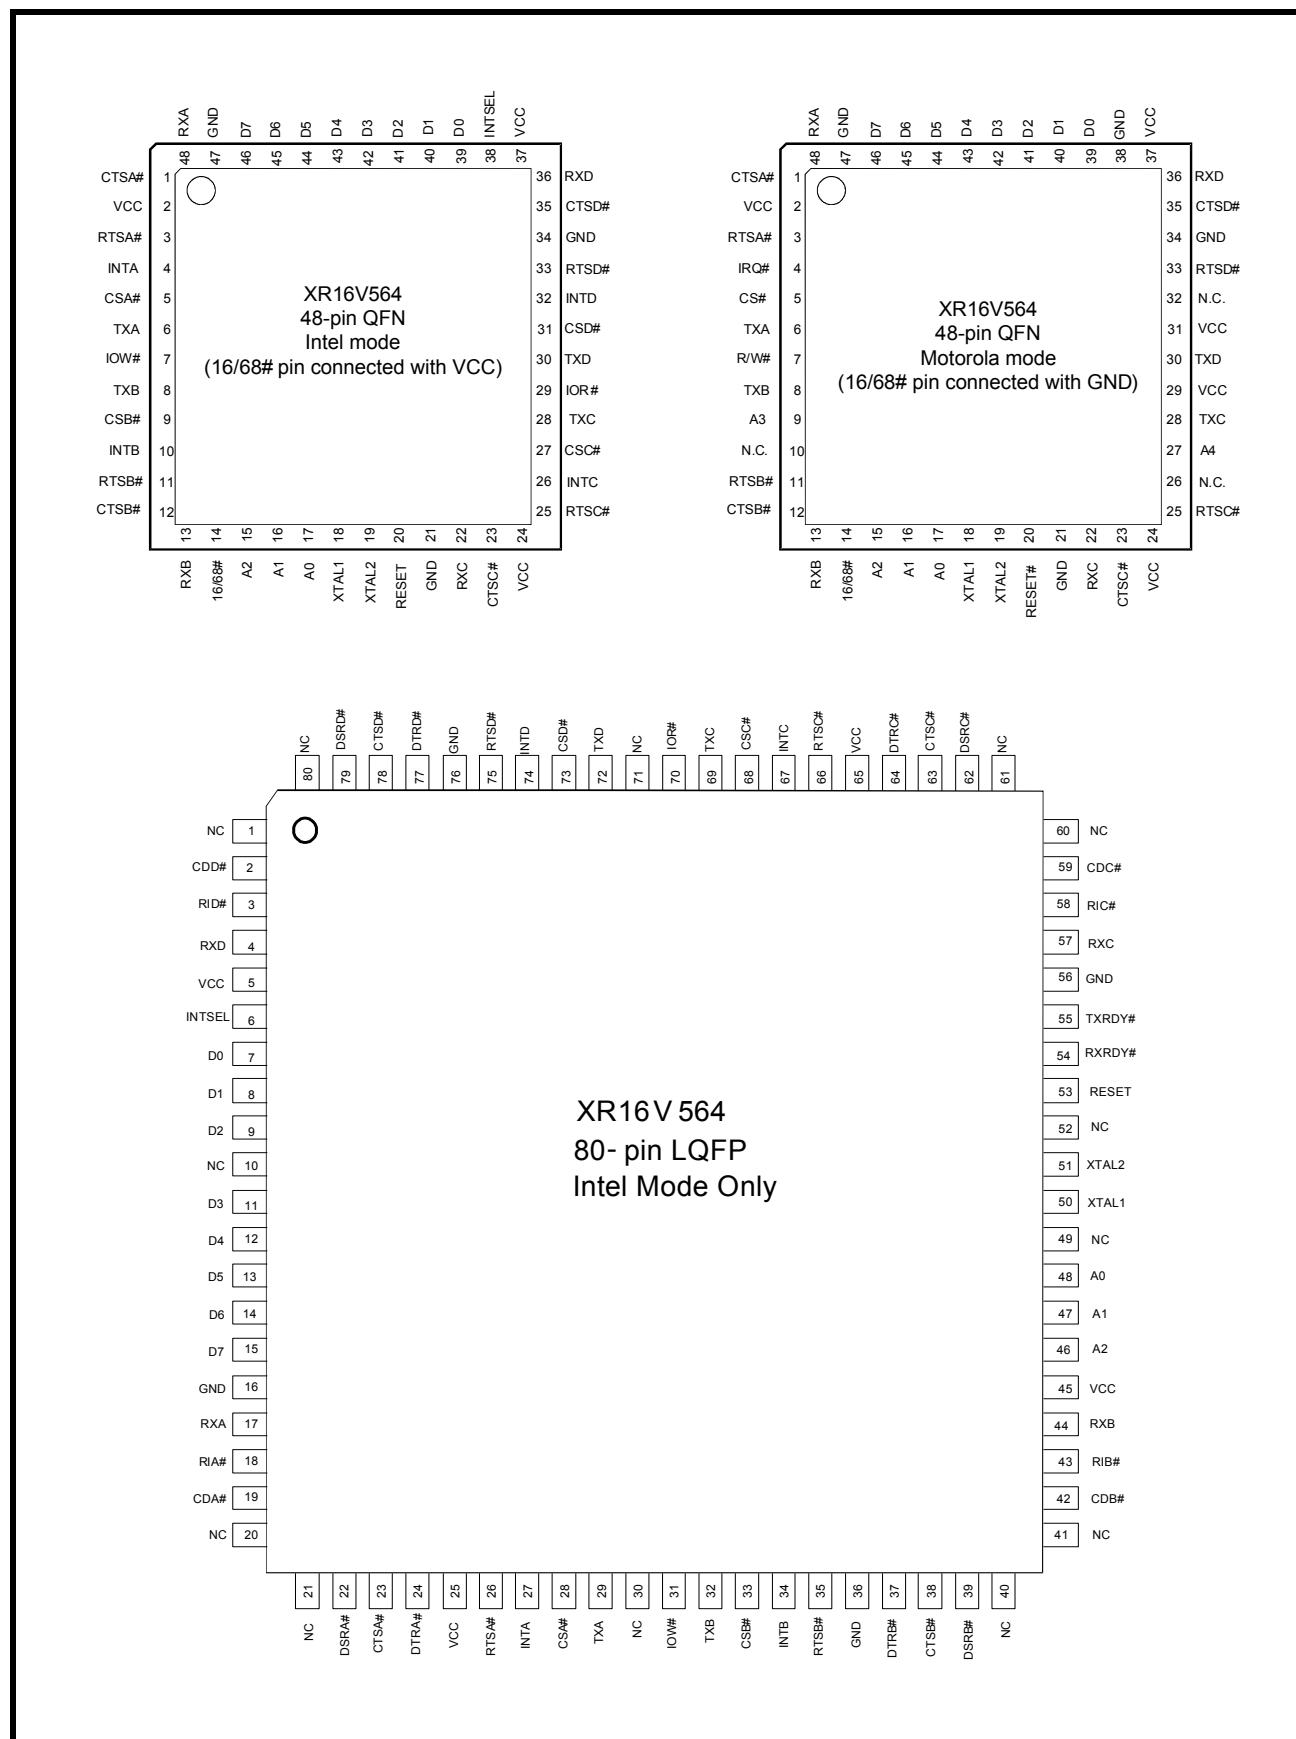 RXA GND D7 D6 D5 D4 D3 D2 D1 D0 INTSEL VCC
48 47 46 45 44 43 42 41 40 39 38 37
CTSA# 1 36 RXD
VCC 2 35 CTSD#
RTSA# 3 34 GND
INTA 4 33 RTSD#
CSA# 5 32 INTD
TXA 6 31 CSD#
IOW# 7 30 TXD
TXB 8 29 IOR#
CSB# 9 28 TXC
INTB 10 27 CSC#
RTSB# 11 26 INTC
CTSB# 12 25 RTSC#
XR16V564
48-pin QFN
Intel mode
(16/68# pin connected with VCC)
13 14 15 16 17 18 19 20 21 22 23 24
RXB 16/68# A2 A1 A0 XTAL1 XTAL2 RESET GND RXC CTSC# VCC
RXA GND D7 D6 D5 D4 D3 D2 D1 D0 GND VCC
48 47 46 45 44 43 42 41 40 39 38 37
CTSA# 1 36 RXD
VCC 2 35 CTSD#
RTSA# 3 34 GND
IRQ# 4 33 RTSD#
CS# 5 32 N.C.
TXA 6 31 VCC
R/W# 7 30 TXD
TXB 8 29 VCC
A3 9 28 TXC
N.C. 10 27 A4
RTSB# 11 26 N.C.
CTSB# 12 25 RTSC#
XR16V564
48-pin QFN
Motorola mode
(16/68# pin connected with GND)
13 14 15 16 17 18 19 20 21 22 23 24
RXB 16/68# A2 A1 A0 XTAL1 XTAL2 RESET# GND RXC CTSC# VCC
NC DSRD# CTSD# DTRD# GND RTSD# INTD CSD# TXD NC IOR# TXC CSC# INTC RTSC# VCC DTRC# CTSC# DSRC# NC
80 79 78 77 76 75 74 73 72 71 70 69 68 67 66 65 64 63 62 61
NC 1 60 NC
CDD# 2 59 CDC#
RID# 3 58 RIC#
RXD 4 57 RXC
VCC 5 56 GND
INTSEL 6 55 TXRDY#
D0 7 54 RXRDY#
D1 8 53 RESET
D2 9 52 NC
NC 10 51 XTAL2
D3 11 50 XTAL1
D4 12 49 NC
D5 13 48 A0
D6 14 47 A1
D7 15 46 A2
GND 16 45 VCC
RXA 17 44 RXB
RIA# 18 43 RIB#
CDA# 19 42 CDB#
NC 20 41 NC
XR16V564
80- pin LQFP
Intel Mode Only
21 22 23 24 25 26 27 28 29 30 31 32 33 34 35 36 37 38 39 40
NC DSRA# CTSA# DTRA# VCC RTSA# INTA CSA# TXA NC IOW# TXB CSB# INTB RTSB# GND DTRB# CTSB# DSRB# NC